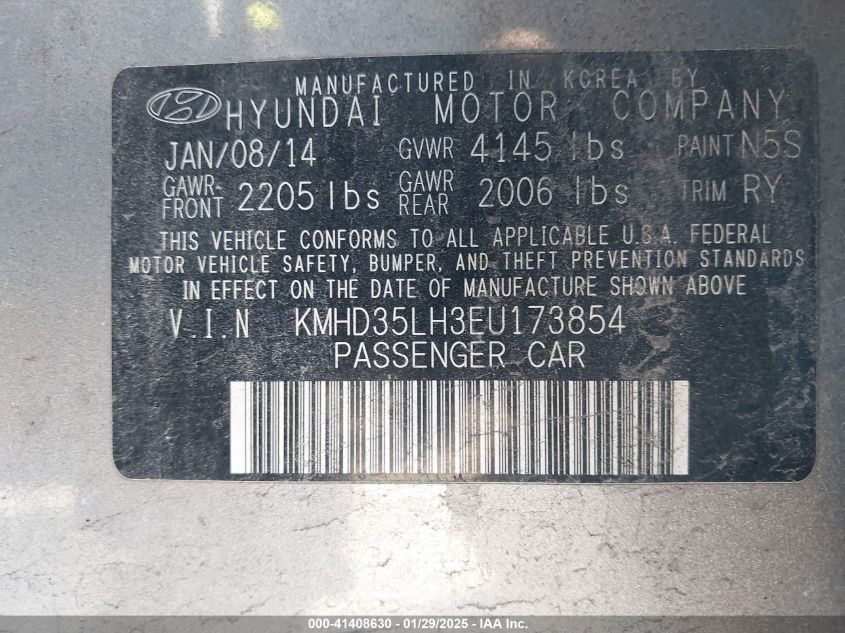 MANUFACTURED IN KOREA BY
HYUNDAI MOTOR COMPANY
JAN/08/14 GVWR 4145 lbs PAINT N5S
GAWR-FRONT 2205 lbs GAWR REAR 2006 lbs TRIM RY
THIS VEHICLE CONFORMS TO ALL APPLICABLE U.S.A. FEDERAL
MOTOR VEHICLE SAFETY, BUMPER, AND THEFT PREVENTION STANDARDS
IN EFFECT ON THE DATE OF MANUFACTURE SHOWN ABOVE
V.I.N KMHD35LH3EU173854
PASSENGER CAR
000-41408630 - 01/29/2025 - IAA Inc.